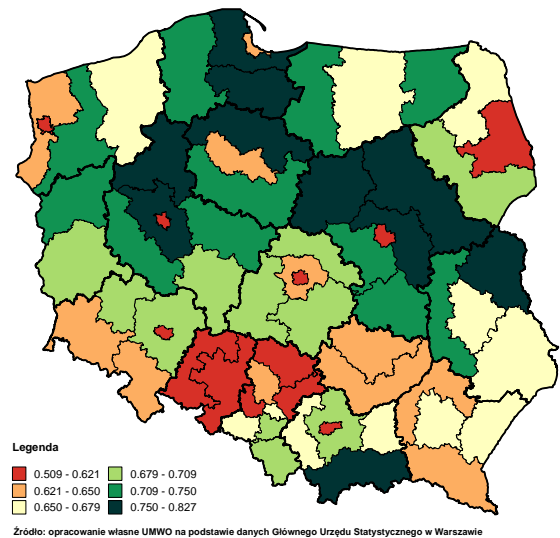 Legenda
0.509 - 0.621
0.621 - 0.650
0.650 - 0.679
0.679 - 0.709
0.709 - 0.750
0.750 - 0.827
Źródło: opracowanie własne UMWO na podstawie danych Głównego Urzędu Statystycznego w Warszawie